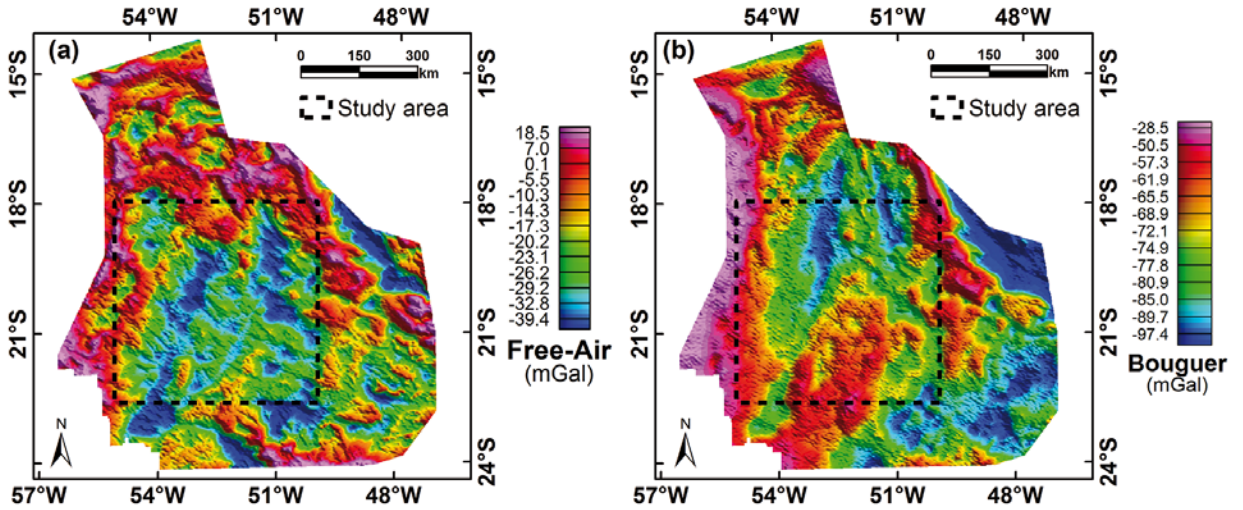 54°W 51°W 48°W
(a)
0 150 300
km
Study area
15°S
15°S
18°S
18°S
21°S
21°S
24°S
57°W 54°W 51°W 48°W
N
18.5
7.0
0.1
-5.5
-10.3
-14.3
-17.3
-20.2
-23.1
-26.2
-29.2
-32.8
-39.4
Free-Air
(mGal)
54°W 51°W 48°W
(b)
0 150 300
km
Study area
15°S
15°S
18°S
18°S
21°S
21°S
24°S
57°W 54°W 51°W 48°W
N
-28.5
-50.5
-57.3
-61.9
-65.5
-68.9
-72.1
-74.9
-77.8
-80.9
-85.0
-89.7
-97.4
Bouguer
(mGal)